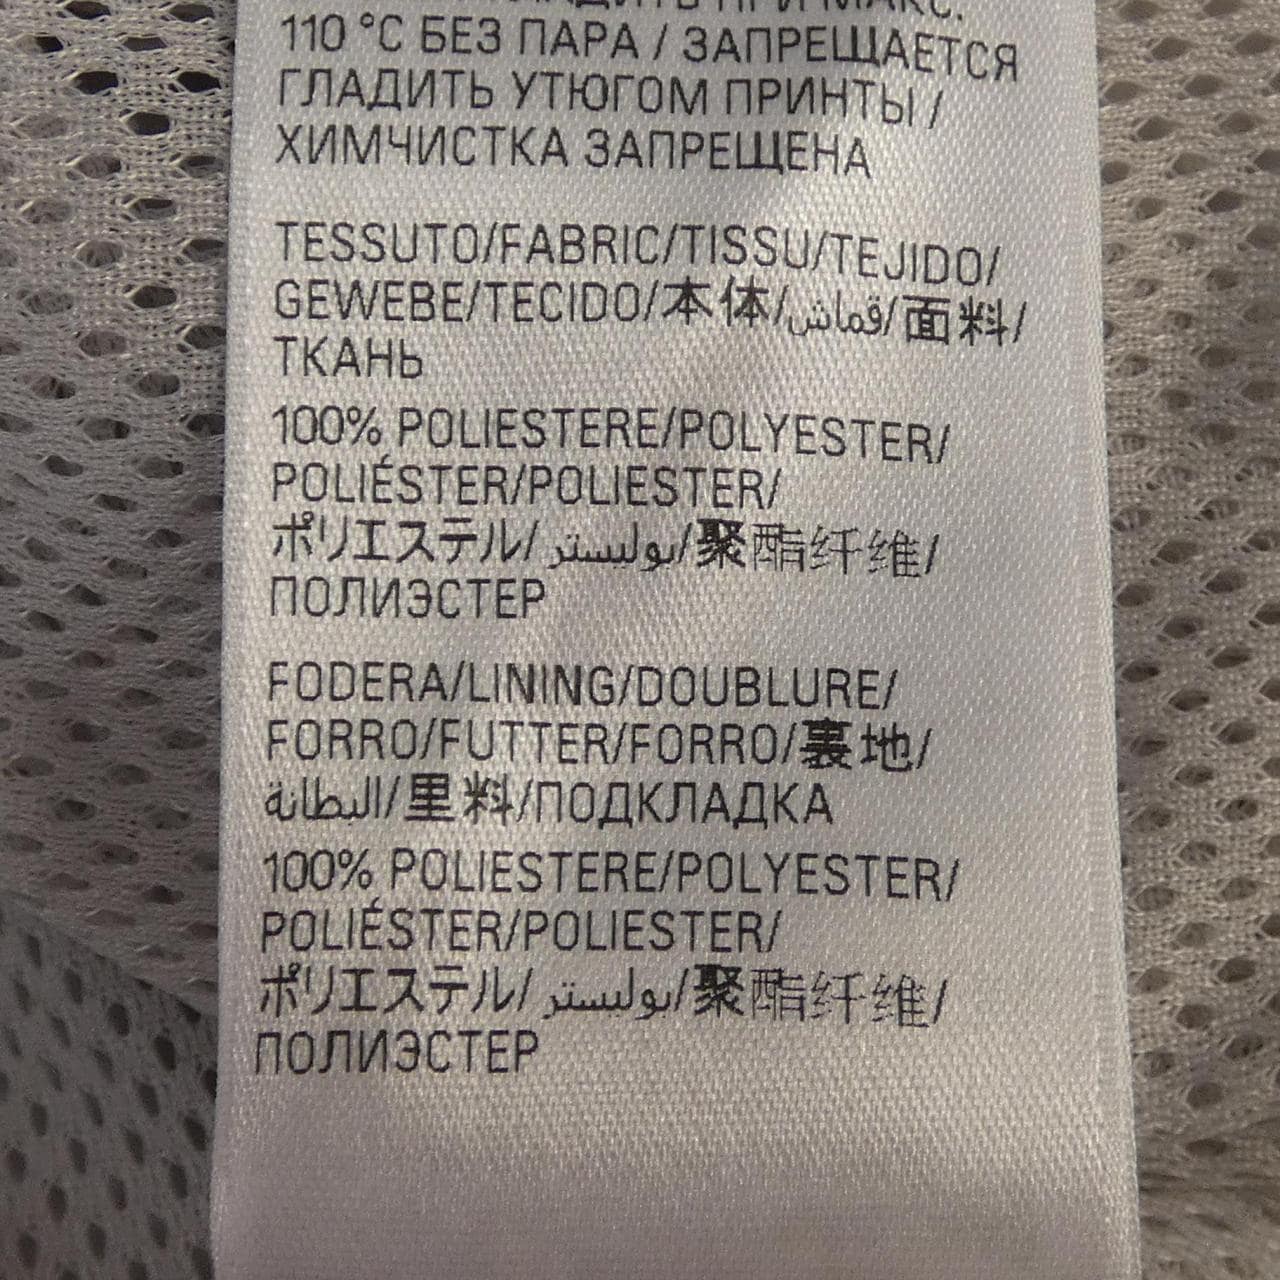 ГЛАДИТЬ ПРИ МАКС.
110 °C БЕЗ ПАРА / ЗАПРЕЩАЕТСЯ
ГЛАДИТЬ УТЮГОМ ПРИНТЫ /
ХИМЧИСТКА ЗАПРЕЩЕНА
TESSUTO/FABRIC/TISSU/TEJIDO/
GEWEBE/TECIDO/本体/قماش/面料/
ТКАНЬ
100% POLIESTERE/POLYESTER/
POLIÉSTER/POLIESTER/
ポリエステル/بوليستر/聚酯纤维/
ПОЛИЭСТЕР
FODERA/LINING/DOUBLURE/
FORRO/FUTTER/FORRO/裏地/
البطانة/里料/ПОДКЛАДКА
100% POLIESTERE/POLYESTER/
POLIÉSTER/POLIESTER/
ポリエステル/بوليستر/聚酯纤维/
ПОЛИЭСТЕР